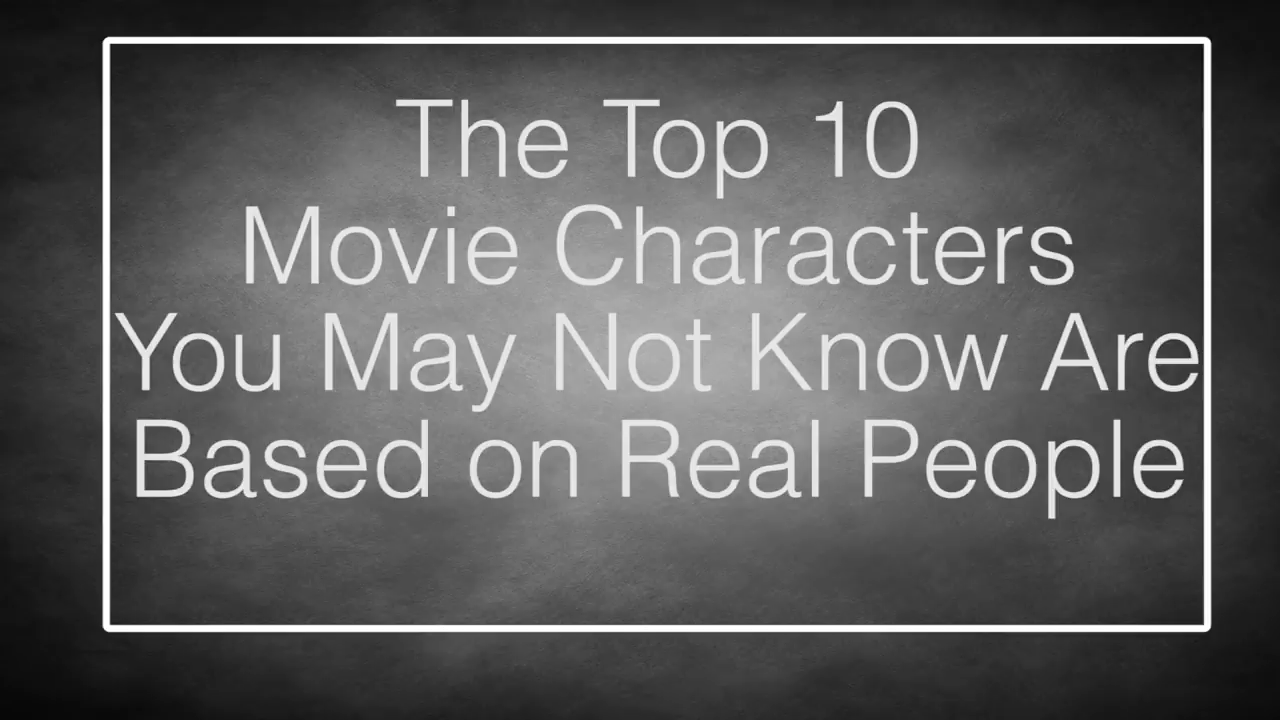 The Top 10
Movie Characters
You May Not Know Are
Based on Real People